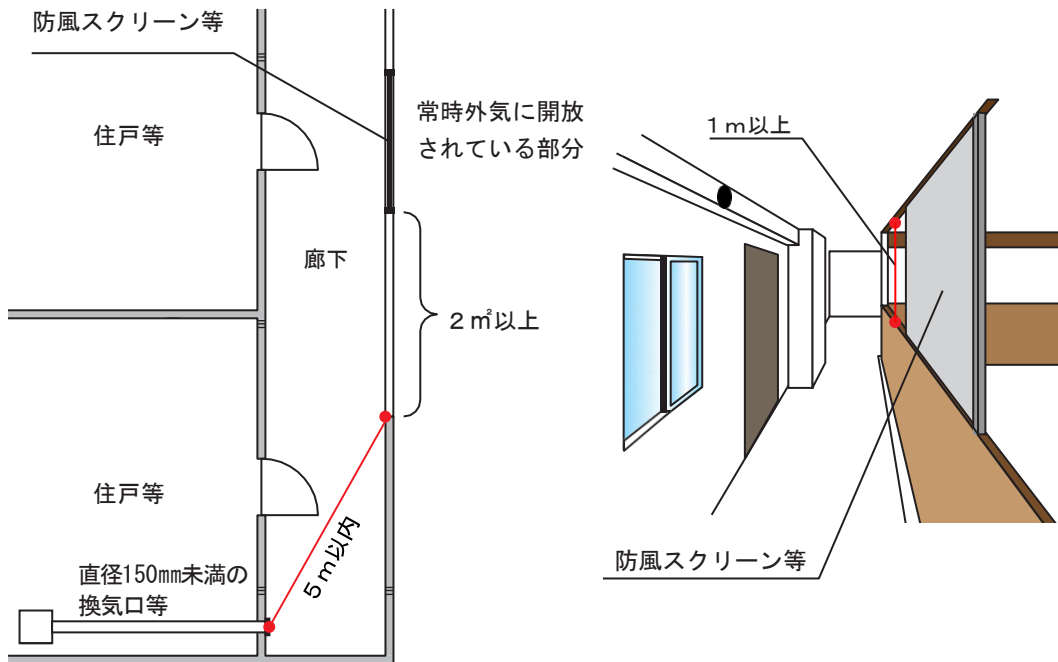 防風スクリーン等
住戸等
常時外気に開放
されている部分
廊下
2㎡以上
住戸等
5m以内
直径150mm未満の
換気口等
1m以上
防風スクリーン等